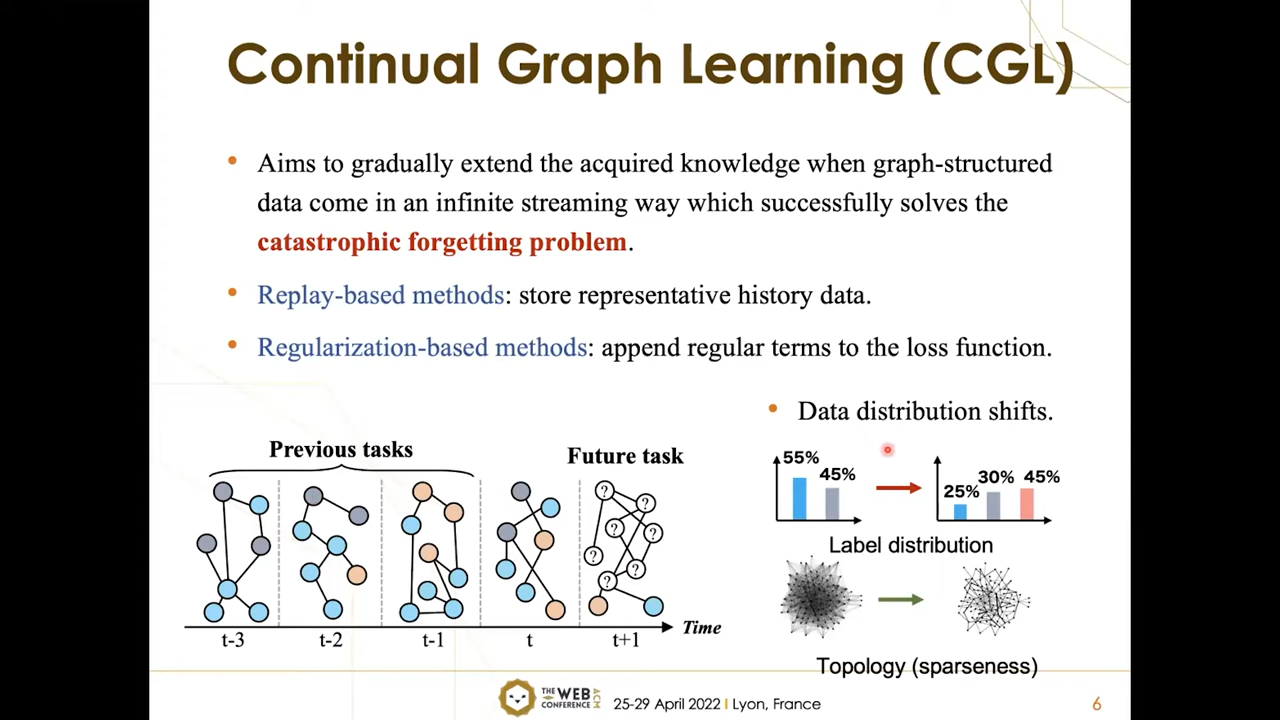 Continual Graph Learning (CGL)
• Aims to gradually extend the acquired knowledge when graph-structured
data come in an infinite streaming way which successfully solves the
catastrophic forgetting problem.
• Replay-based methods: store representative history data.
• Regularization-based methods: append regular terms to the loss function.
• Data distribution shifts.
Previous tasks
Future task
? ? ? ? ? ? ?
t-3 t-2 t-1 t t+1
Time
55%
45%
25%
30%
45%
Label distribution
Topology (sparseness)
THE WEB CONFERENCE
ACM
25-29 April 2022 I Lyon, France
6